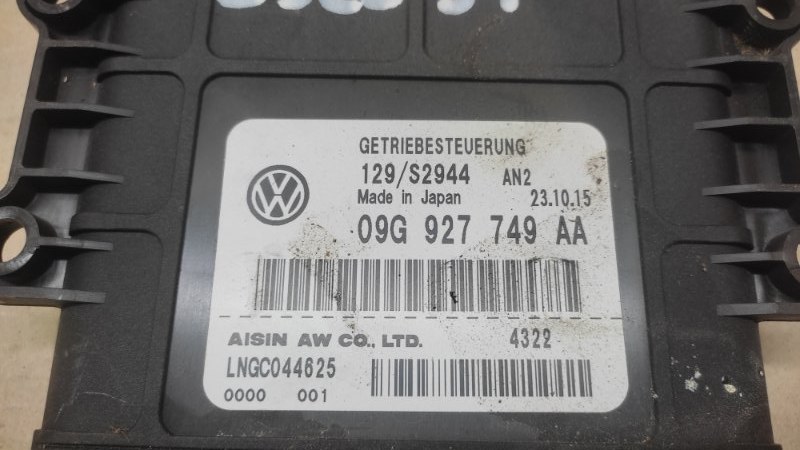 GETRIEBESTEUERUNG
129/S2944 AN2
Made in Japan 23.10.15
09G 927 749 AA
AISIN AW CO., LTD. 4322
LNGC044625
0000 001